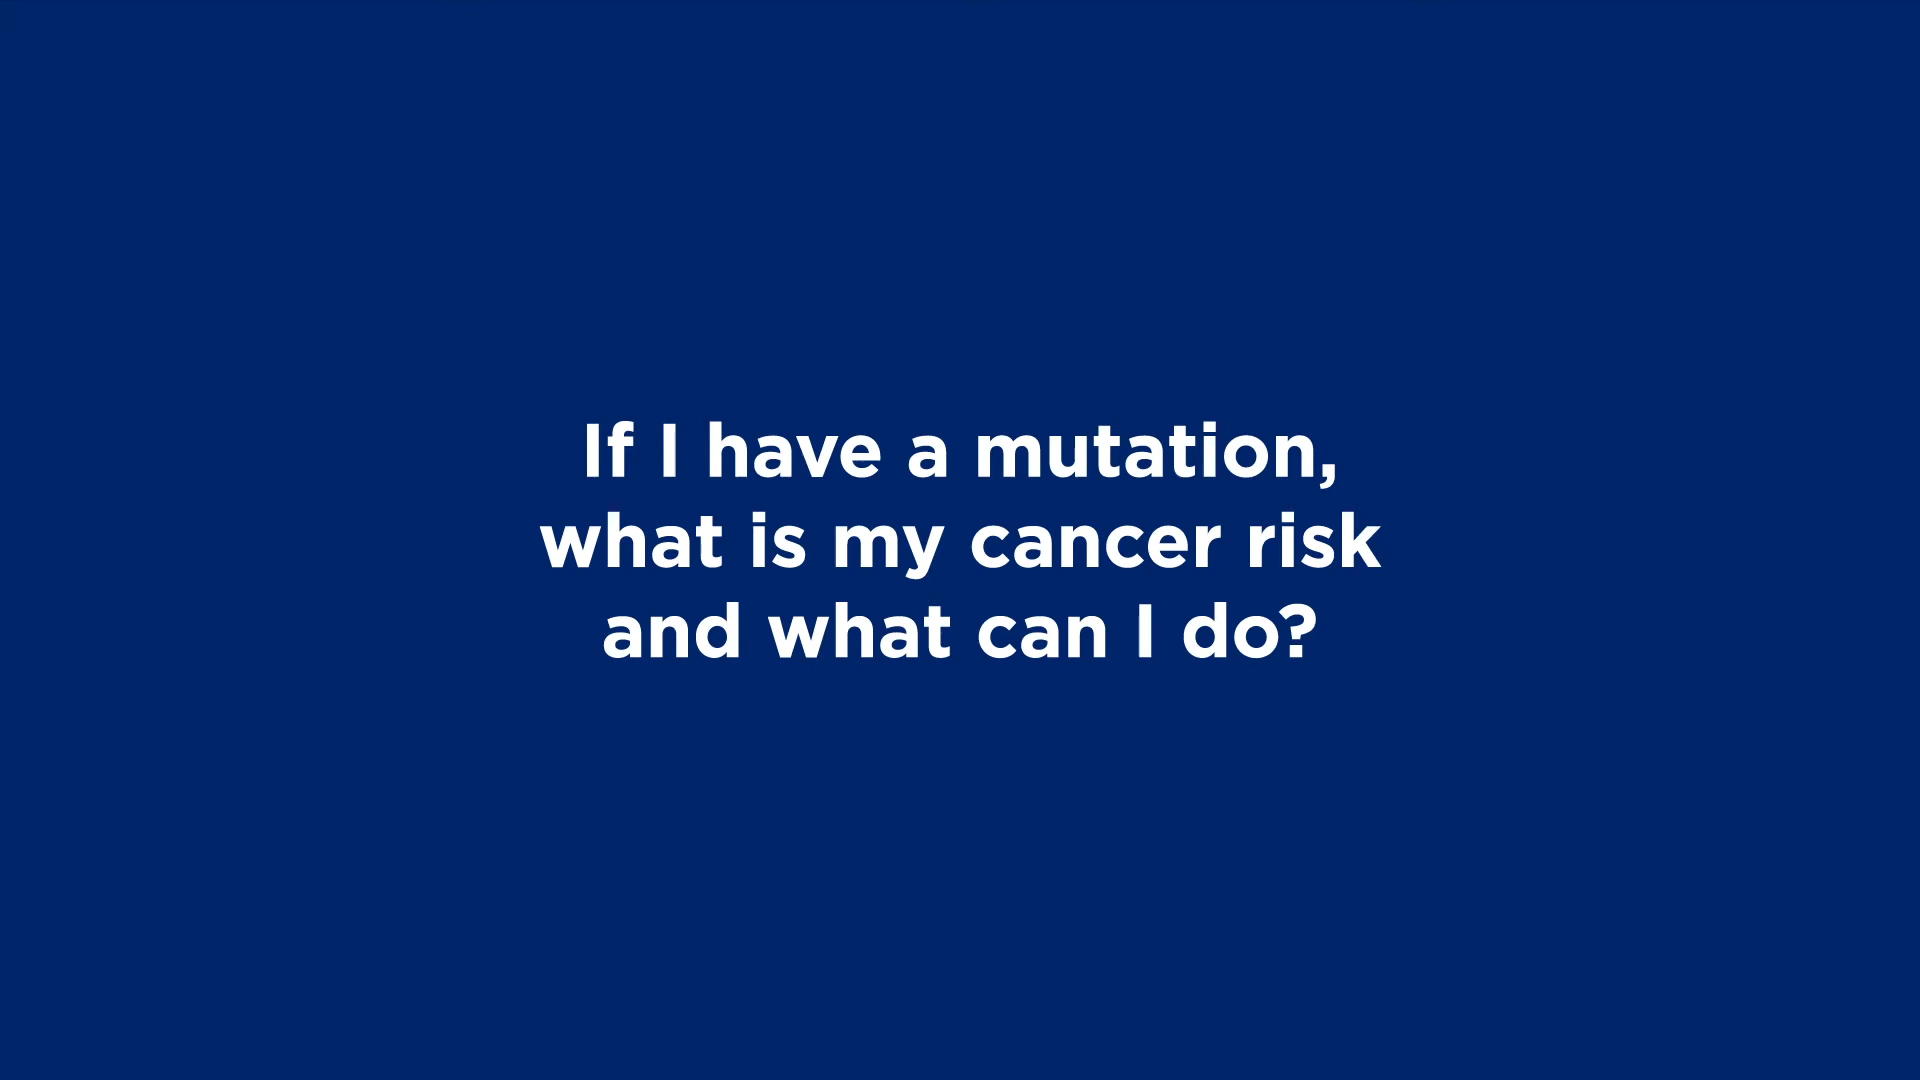 If I have a mutation,
what is my cancer risk
and what can I do?